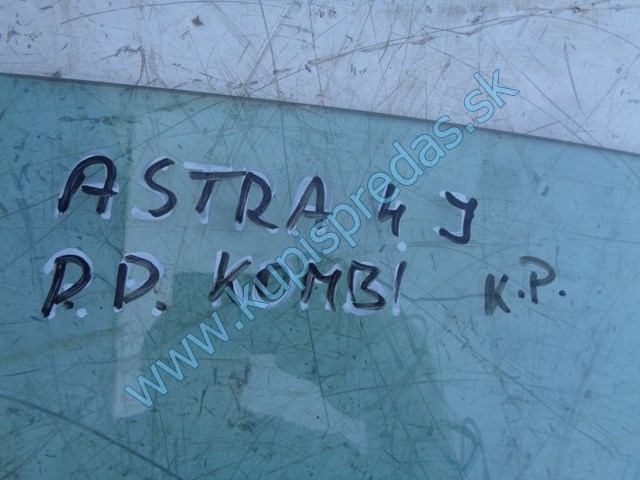 ASTRA 4. J
P.D. KOMBI K.P.
www.kupispredas.sk